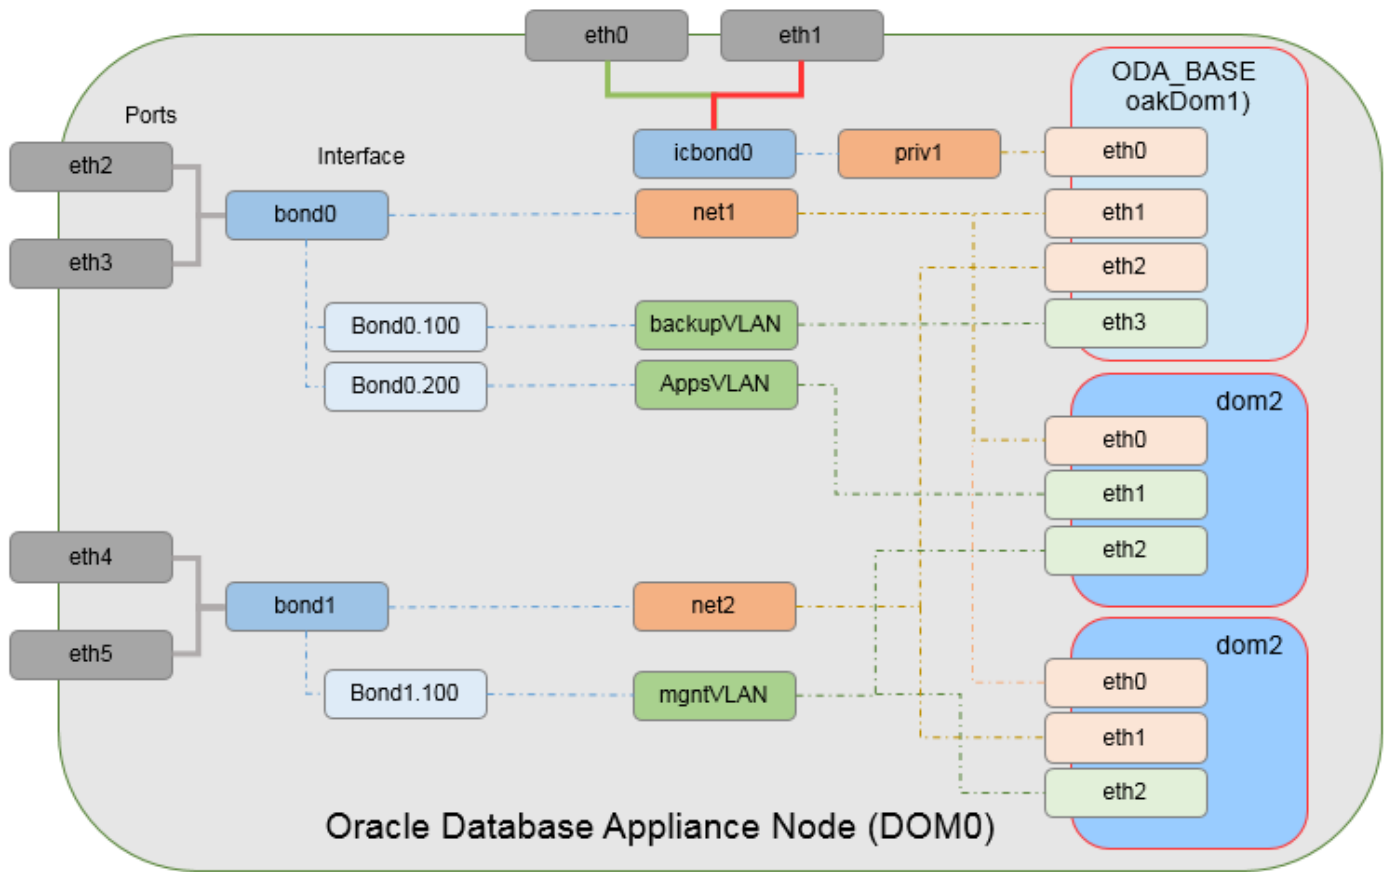 eth0
eth1
ODA_BASE
oakDom1)
Ports
eth2
Interface
icbond0
priv1
eth0
bond0
net1
eth1
eth3
eth2
Bond0.100
backupVLAN
eth3
Bond0.200
AppsVLAN
dom2
eth0
eth1
eth4
eth2
bond1
net2
eth5
dom2
Bond1.100
mgntVLAN
eth0
eth1
eth2
Oracle Database Appliance Node (DOM0)